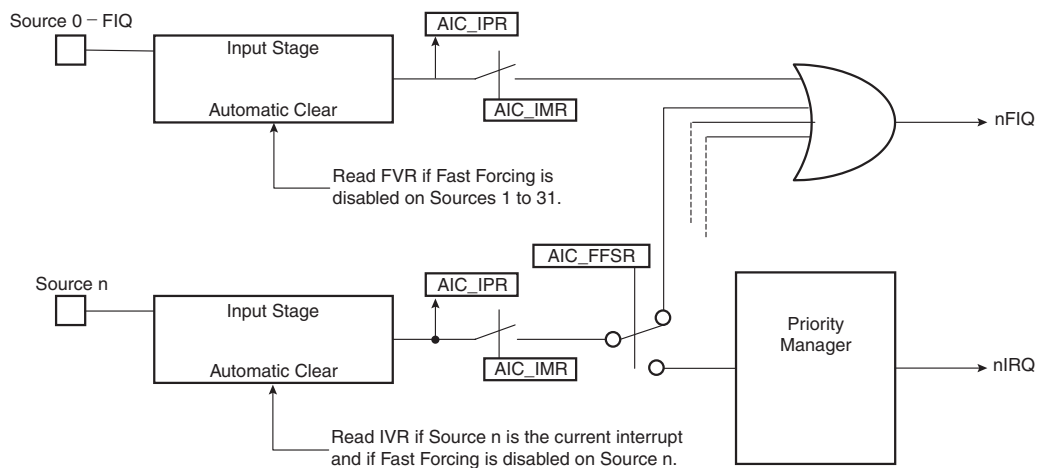 Source 0 – FIQ
AIC_IPR
Input Stage
Automatic Clear
AIC_IMR
nFIQ
Read FVR if Fast Forcing is
disabled on Sources 1 to 31.
AIC_FFSR
Source n
AIC_IPR
Input Stage
Priority
Manager
Automatic Clear
AIC_IMR
nIRQ
Read IVR if Source n is the current interrupt
and if Fast Forcing is disabled on Source n.